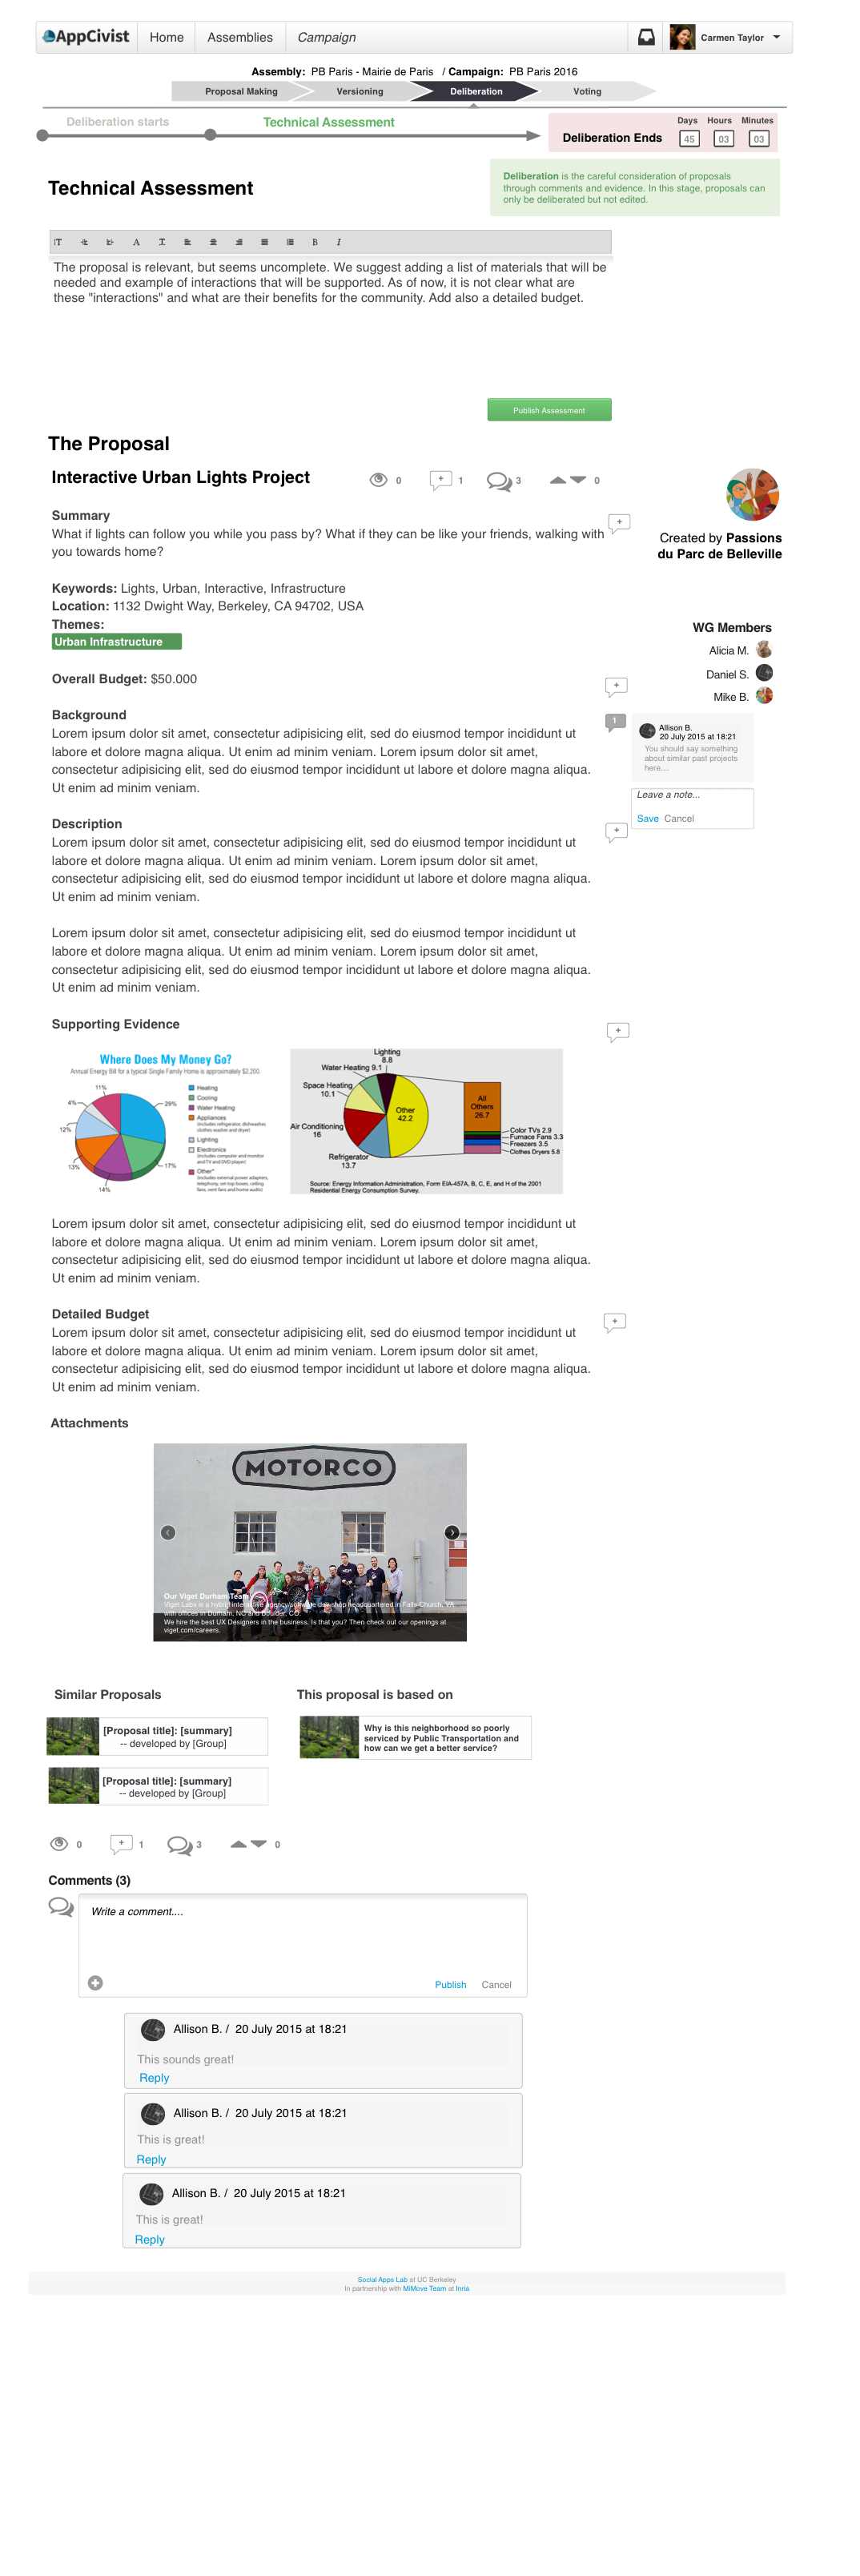 AppCivist
Home
Assemblies
Campaign
Carmen Taylor
Assembly: PB Paris - Mairie de Paris / Campaign: PB Paris 2016
Proposal Making
Versioning
Deliberation
Voting
Deliberation starts
Technical Assessment
Deliberation Ends
Days Hours Minutes
45 03 03
Technical Assessment
Deliberation is the careful consideration of proposals
through comments and evidence. In this stage, proposals can
only be deliberated but not edited.
The proposal is relevant, but seems uncomplete. We suggest adding a list of materials that will be
needed and example of interactions that will be supported. As of now, it is not clear what are
these "interactions" and what are their benefits for the community. Add also a detailed budget.
Publish Assessment
The Proposal
Interactive Urban Lights Project
0 + 1 3 0
Summary
What if lights can follow you while you pass by? What if they can be like your friends, walking with
you towards home?
+
Created by Passions
du Parc de Belleville
Keywords: Lights, Urban, Interactive, Infrastructure
Location: 1132 Dwight Way, Berkeley, CA 94702, USA
Themes:
Urban Infrastructure
WG Members
Alicia M.
Daniel S.
Mike B.
Overall Budget: $50.000
+
Background
Lorem ipsum dolor sit amet, consectetur adipisicing elit, sed do eiusmod tempor incididunt ut
labore et dolore magna aliqua. Ut enim ad minim veniam. Lorem ipsum dolor sit amet,
consectetur adipisicing elit, sed do eiusmod tempor incididunt ut labore et dolore magna aliqua.
Ut enim ad minim veniam.
1
Allison B.
20 July 2015 at 18:21
You should say something
about similar past projects
here....
Leave a note...
Save Cancel
Description
+
Lorem ipsum dolor sit amet, consectetur adipisicing elit, sed do eiusmod tempor incididunt ut
labore et dolore magna aliqua. Ut enim ad minim veniam. Lorem ipsum dolor sit amet,
consectetur adipisicing elit, sed do eiusmod tempor incididunt ut labore et dolore magna aliqua.
Ut enim ad minim veniam.
Lorem ipsum dolor sit amet, consectetur adipisicing elit, sed do eiusmod tempor incididunt ut
labore et dolore magna aliqua. Ut enim ad minim veniam. Lorem ipsum dolor sit amet,
consectetur adipisicing elit, sed do eiusmod tempor incididunt ut labore et dolore magna aliqua.
Ut enim ad minim veniam.
Supporting Evidence
+
Where Does My Money Go?
Annual Energy Bill for a typical Single Family Home is approximately $2,200.
11%
4%
12%
13%
14%
17%
29%
Heating
Cooling
Water Heating
Appliances
(includes refrigerator, dishwasher,
clothes washer and dryer)
Lighting
Electronics
(includes computer and monitor
and TV and DVD player)
Other*
(includes external power adapters,
telephony, set-top boxes, ceiling
fans, vent fans and home audio)
Lighting
8.8
Water Heating 9.1
Space Heating
10.1
Air Conditioning
16
Refrigerator
13.7
Other
42.2
All
Others
26.7
Color TVs 2.9
Furnace Fans 3.3
Freezers 3.5
Clothes Dryers 5.8
Source: Energy Information Administration, Form EIA-457A, B, C, E, and H of the 2001
Residential Energy Consumption Survey.
Lorem ipsum dolor sit amet, consectetur adipisicing elit, sed do eiusmod tempor incididunt ut
labore et dolore magna aliqua. Ut enim ad minim veniam. Lorem ipsum dolor sit amet,
consectetur adipisicing elit, sed do eiusmod tempor incididunt ut labore et dolore magna aliqua.
Ut enim ad minim veniam.
Detailed Budget
+
Lorem ipsum dolor sit amet, consectetur adipisicing elit, sed do eiusmod tempor incididunt ut
labore et dolore magna aliqua. Ut enim ad minim veniam. Lorem ipsum dolor sit amet,
consectetur adipisicing elit, sed do eiusmod tempor incididunt ut labore et dolore magna aliqua.
Ut enim ad minim veniam.
Attachments
MOTORCO
Our Viget Durham Team
Viget Labs is a hybrid interactive agency/software dev shop headquartered in Falls Church, VA
with offices in Durham, NC and Boulder, CO.
We hire the best UX Designers in the business. Is that you? Then check out our openings at
viget.com/careers.
Similar Proposals
[Proposal title]: [summary]
-- developed by [Group]
[Proposal title]: [summary]
-- developed by [Group]
This proposal is based on
Why is this neighborhood so poorly
serviced by Public Transportation and
how can we get a better service?
0 + 1 3 0
Comments (3)
Write a comment....
Publish Cancel
Allison B. / 20 July 2015 at 18:21
This sounds great!
Reply
Allison B. / 20 July 2015 at 18:21
This is great!
Reply
Allison B. / 20 July 2015 at 18:21
This is great!
Reply
Social Apps Lab at UC Berkeley
In partnership with MiMove Team at Inria